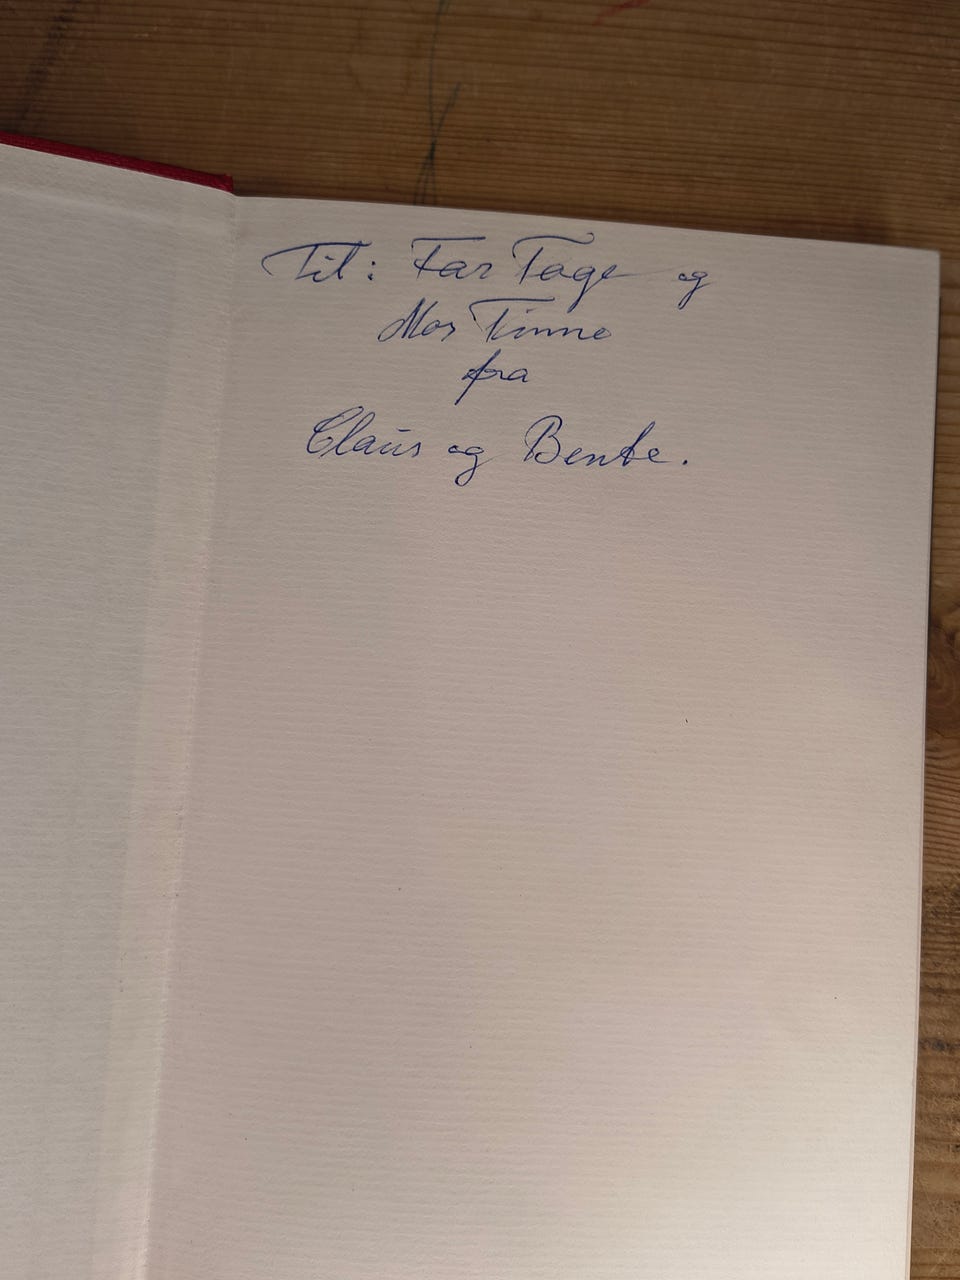 Til: Far Tage og
Mor Tinne
fra
Claus og Bente.